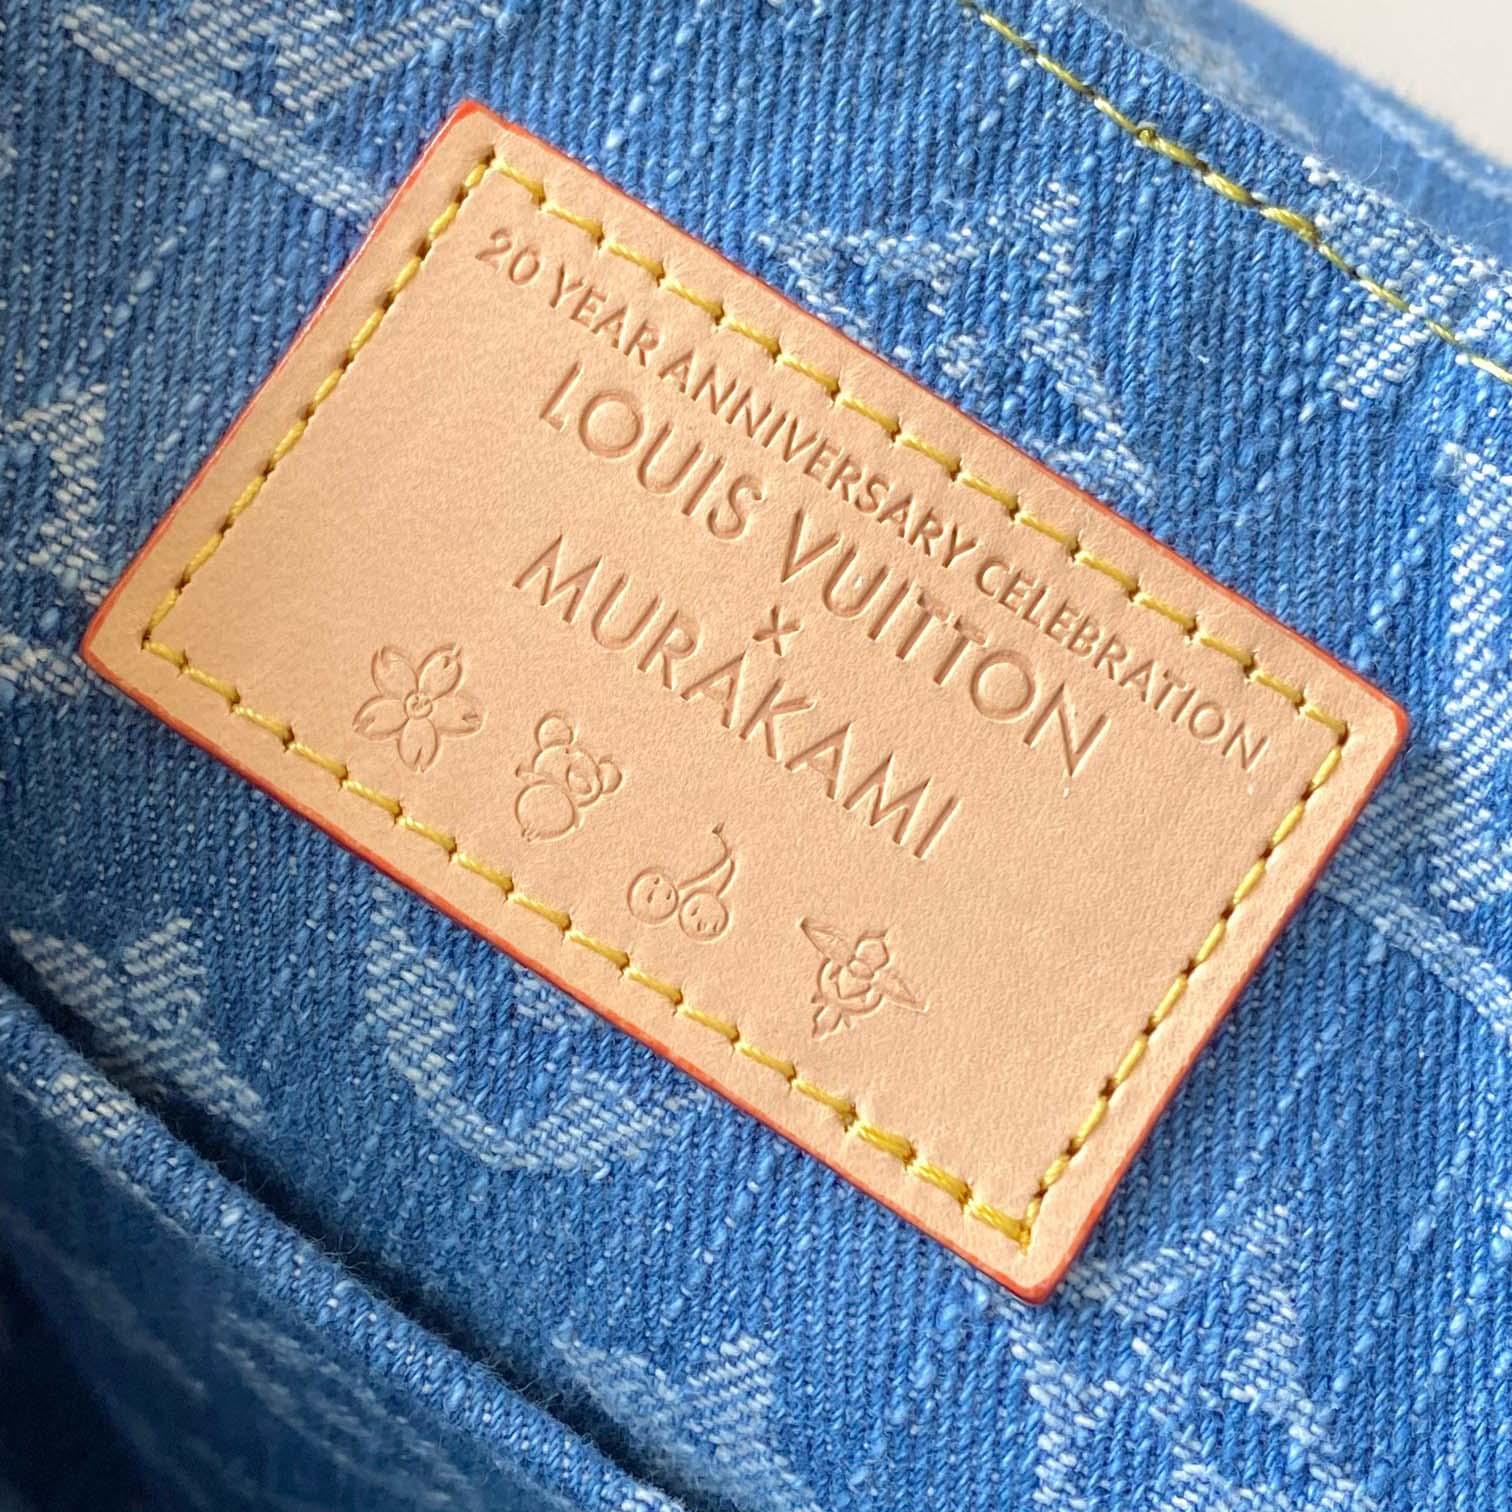 20 YEAR ANNIVERSARY CELEBRATION
LOUIS VUITTON
x
MURAKAMI